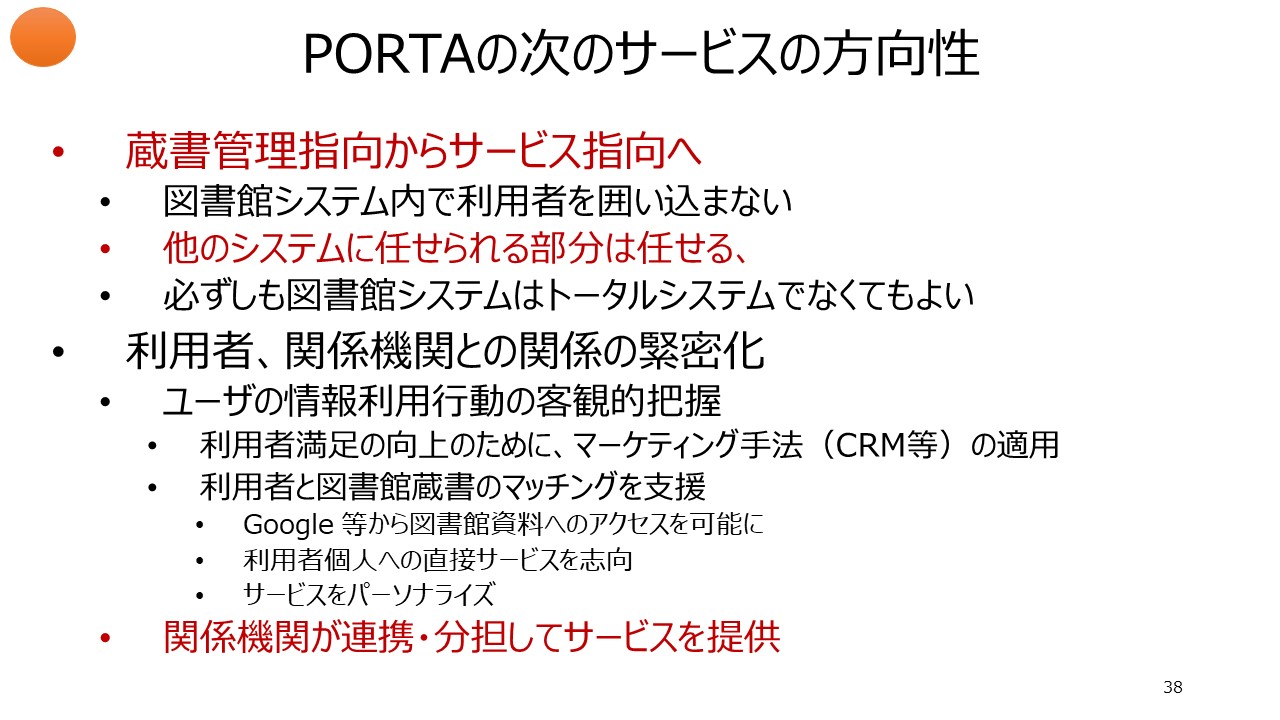 PORTAの次のサービスの方向性
• 蔵書管理指向からサービス指向へ
• 図書館システム内で利用者を囲い込まない
• 他のシステムに任せられる部分は任せる、
• 必ずしも図書館システムはトータルシステムでなくてもよい
• 利用者、関係機関との関係の緊密化
• ユーザの情報利用行動の客観的把握
• 利用者満足の向上のために、マーケティング手法（CRM等）の適用
• 利用者と図書館蔵書のマッチングを支援
• Google 等から図書館資料へのアクセスを可能に
• 利用者個人への直接サービスを志向
• サービスをパーソナライズ
• 関係機関が連携・分担してサービスを提供
38